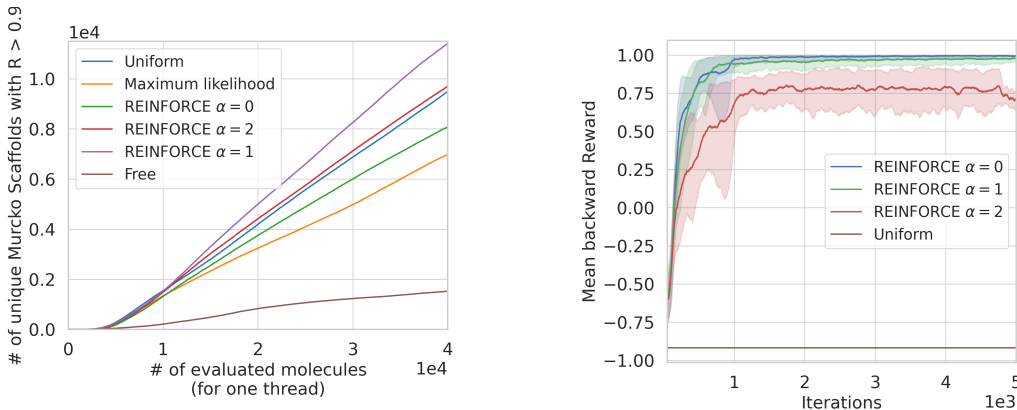 # of unique Murcko Scaffolds with R > 0.9
1e4
1.0
0.8
0.6
0.4
0.2
0.0
Uniform
Maximum likelihood
REINFORCE α = 0
REINFORCE α = 2
REINFORCE α = 1
Free
0 1 2 3 4
1e4
# of evaluated molecules
(for one thread)
Mean backward Reward
1.00
0.75
0.50
0.25
0.00
−0.25
−0.50
−0.75
−1.00
REINFORCE α = 0
REINFORCE α = 1
REINFORCE α = 2
Uniform
1 2 3 4 5
Iterations
1e3